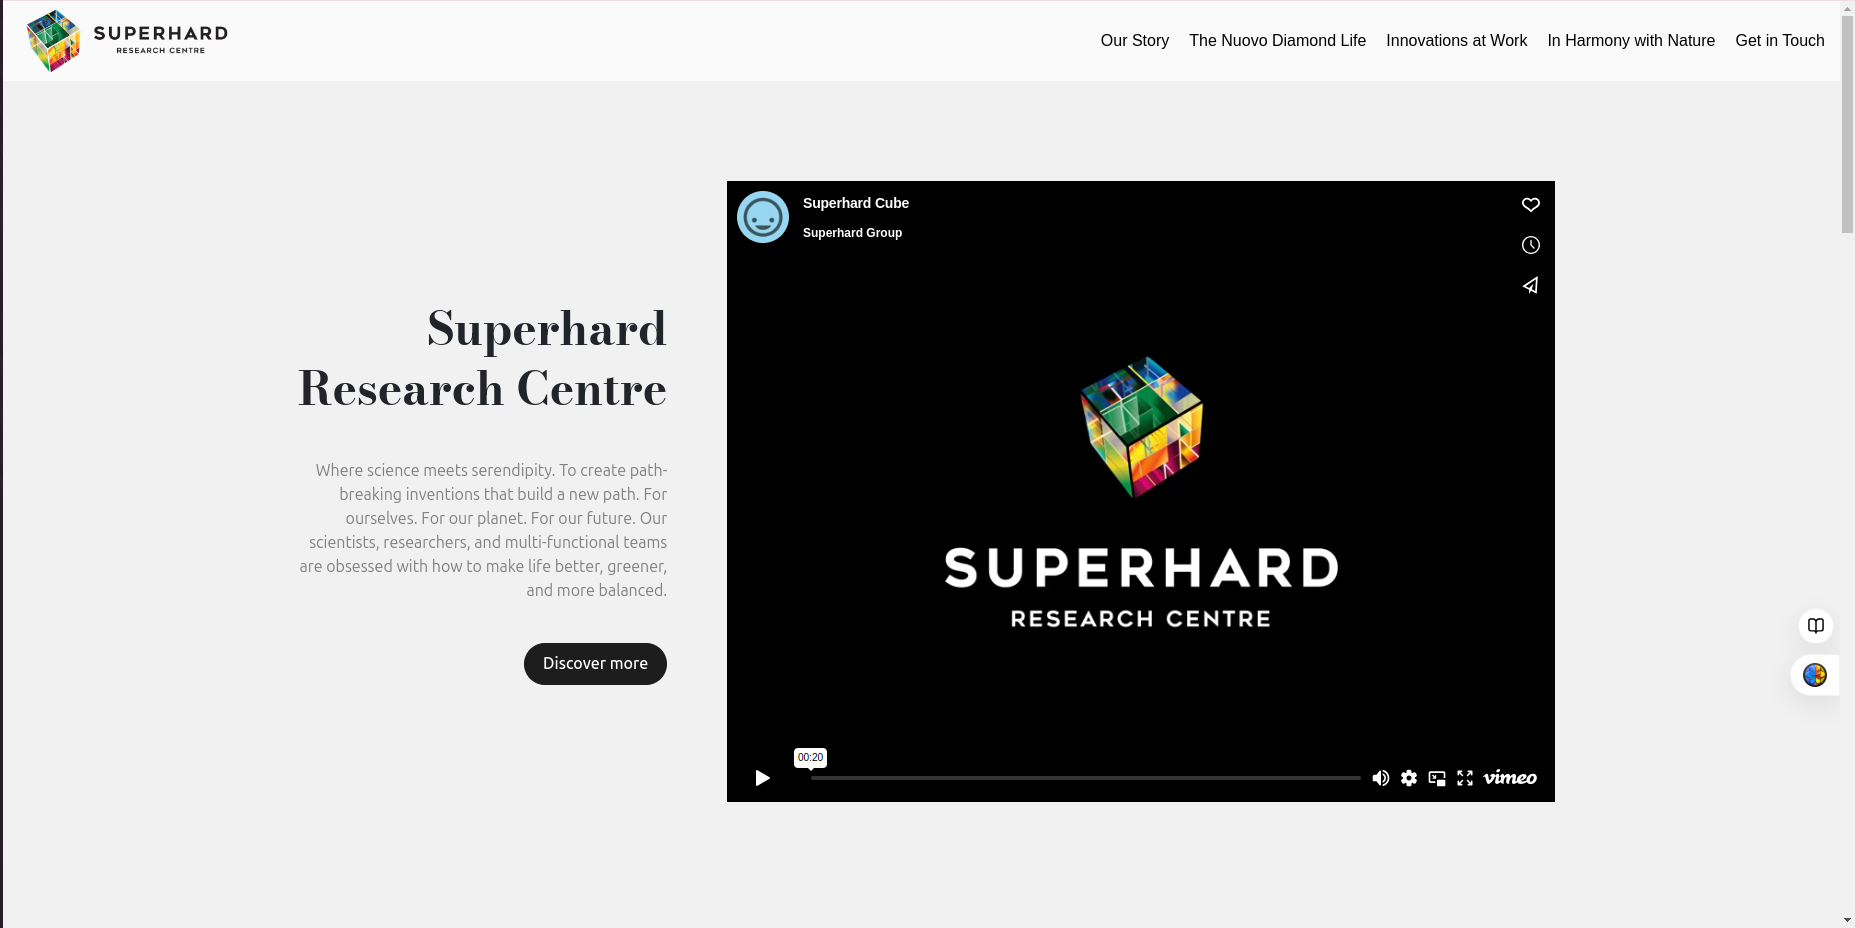 SUPERHARD
RESEARCH CENTRE
Our Story
The Nuovo Diamond Life
Innovations at Work
In Harmony with Nature
Get in Touch
Superhard
Research Centre
Where science meets serendipity. To create path-
breaking inventions that build a new path. For
ourselves. For our planet. For our future. Our
scientists, researchers, and multi-functional teams
are obsessed with how to make life better, greener,
and more balanced.
Discover more
Superhard Cube
Superhard Group
SUPERHARD
RESEARCH CENTRE
00:20
vimeo